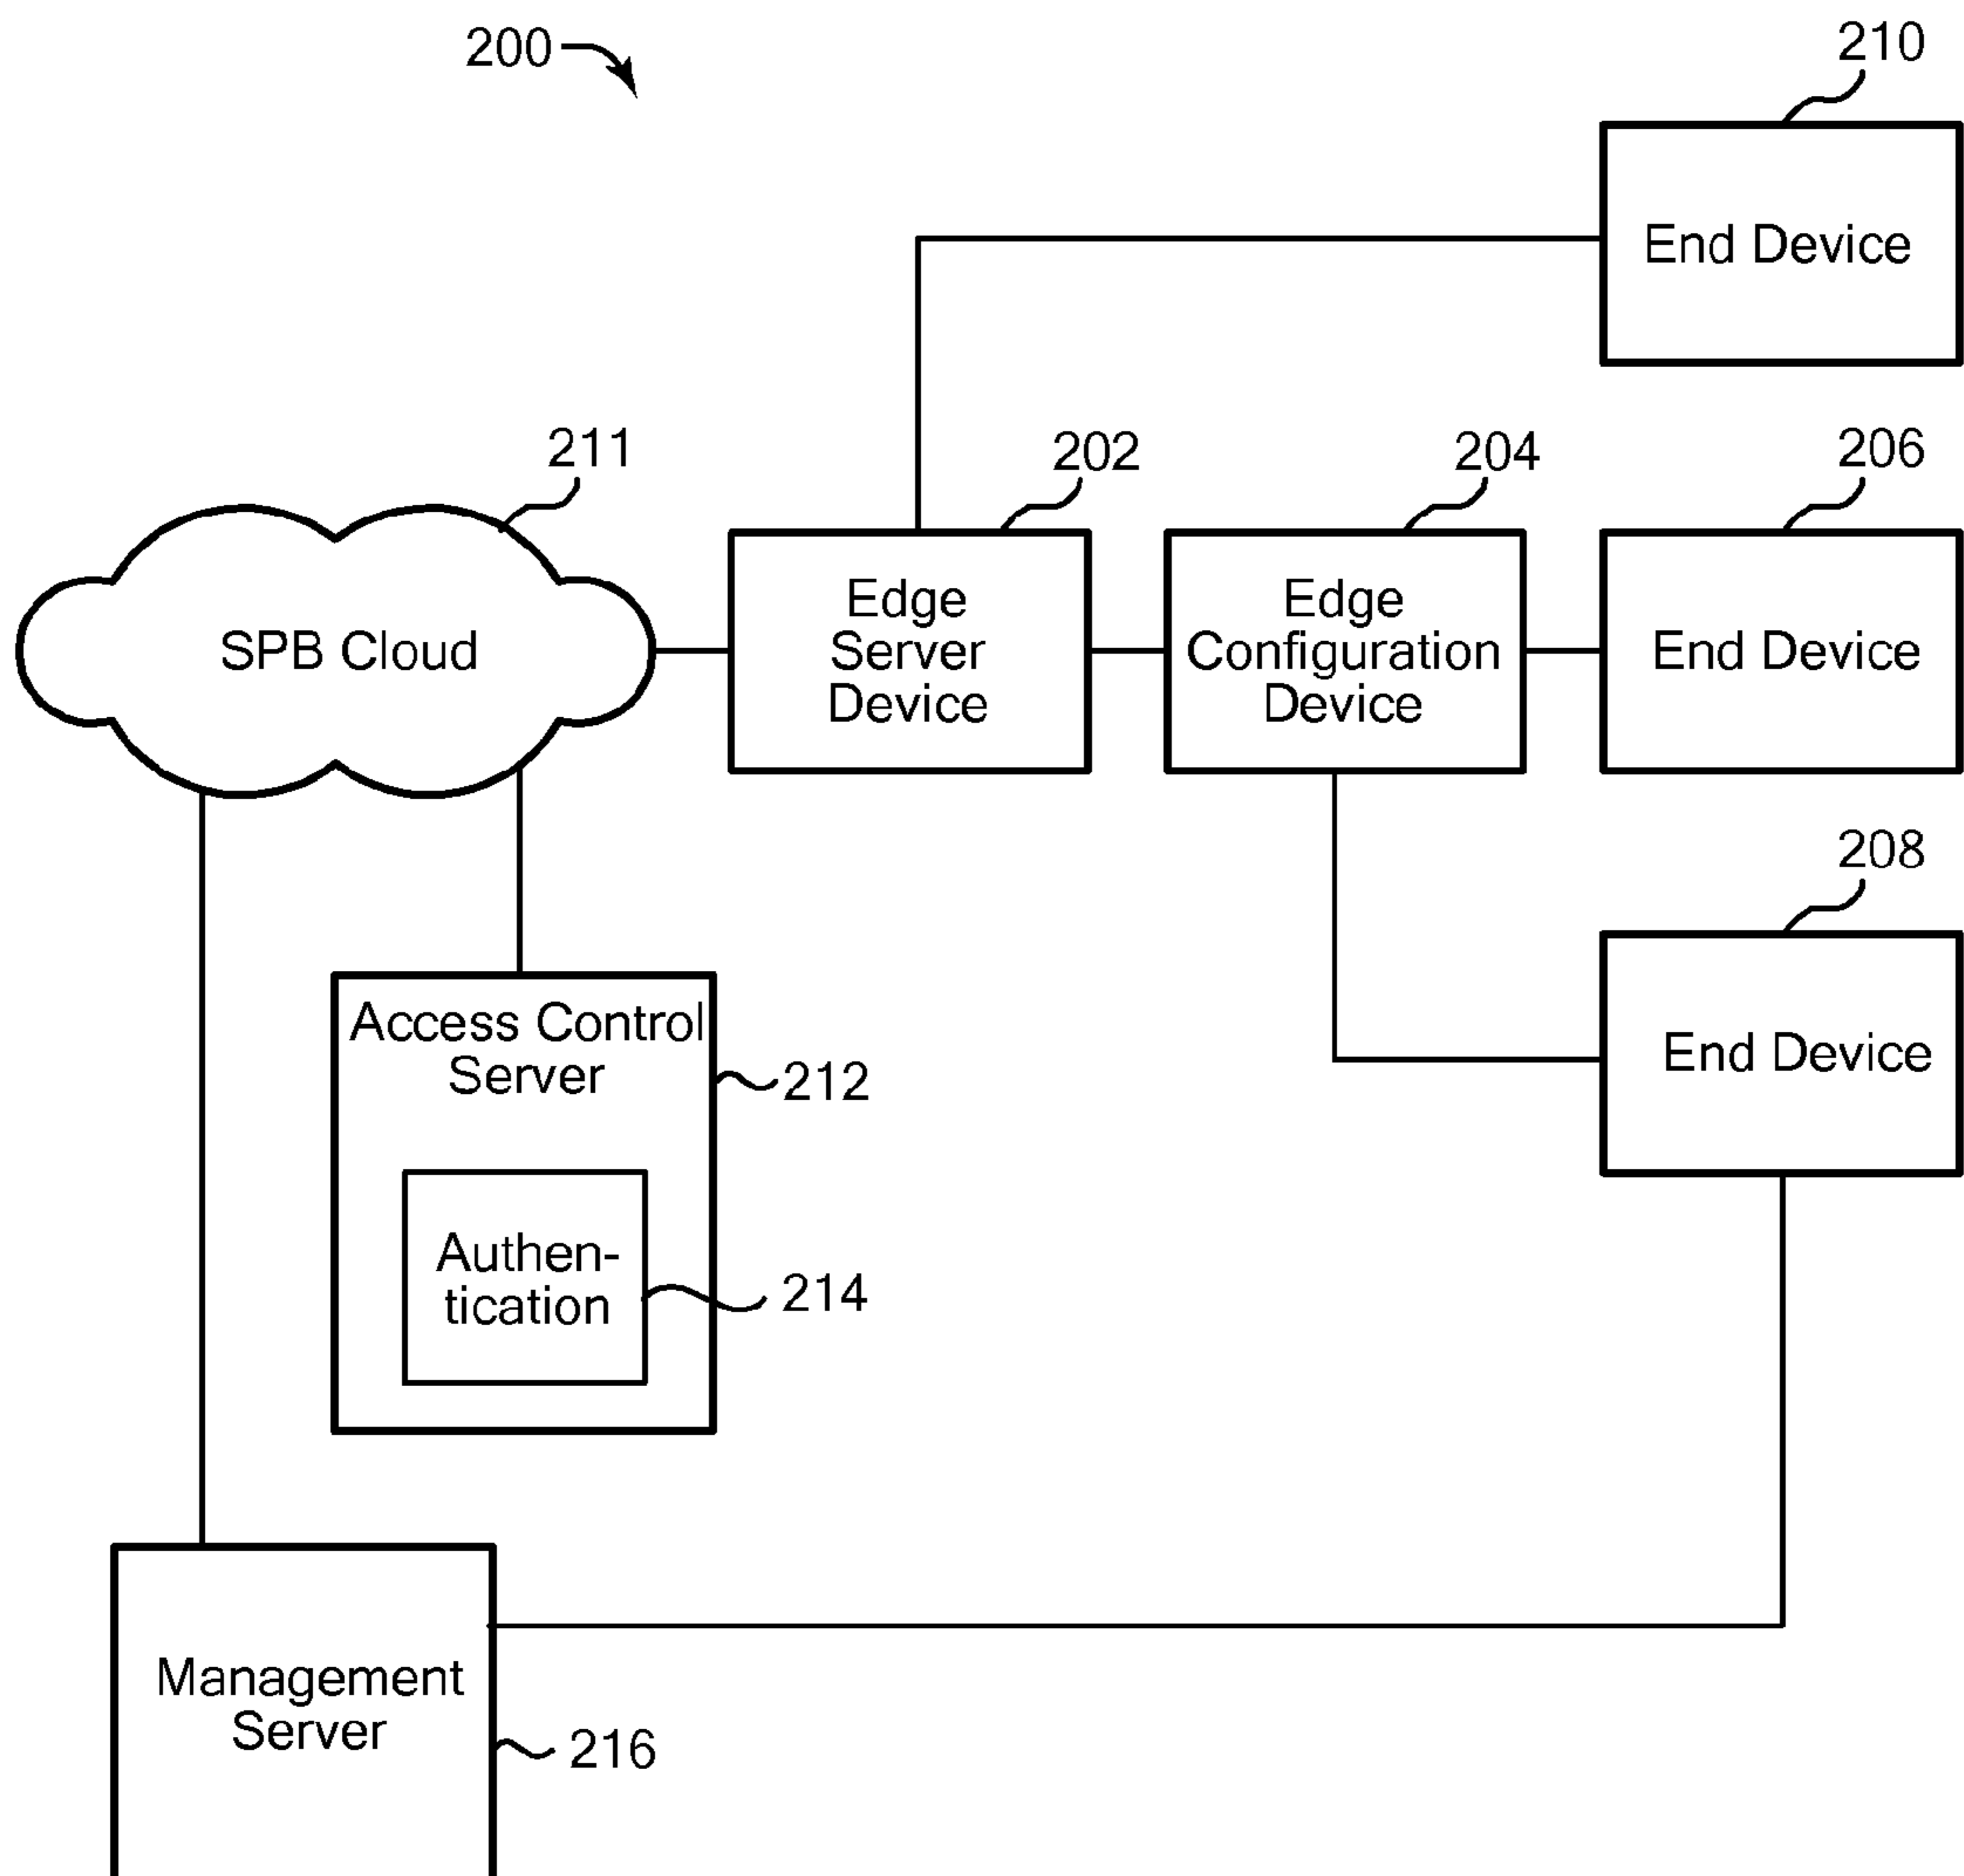 200
210
End Device
211
202
204
206
SPB Cloud
Edge
Server
Device
Edge
Configuration
Device
End Device
208
End Device
Access Control
Server
212
Authen-
tication
214
Management
Server
216